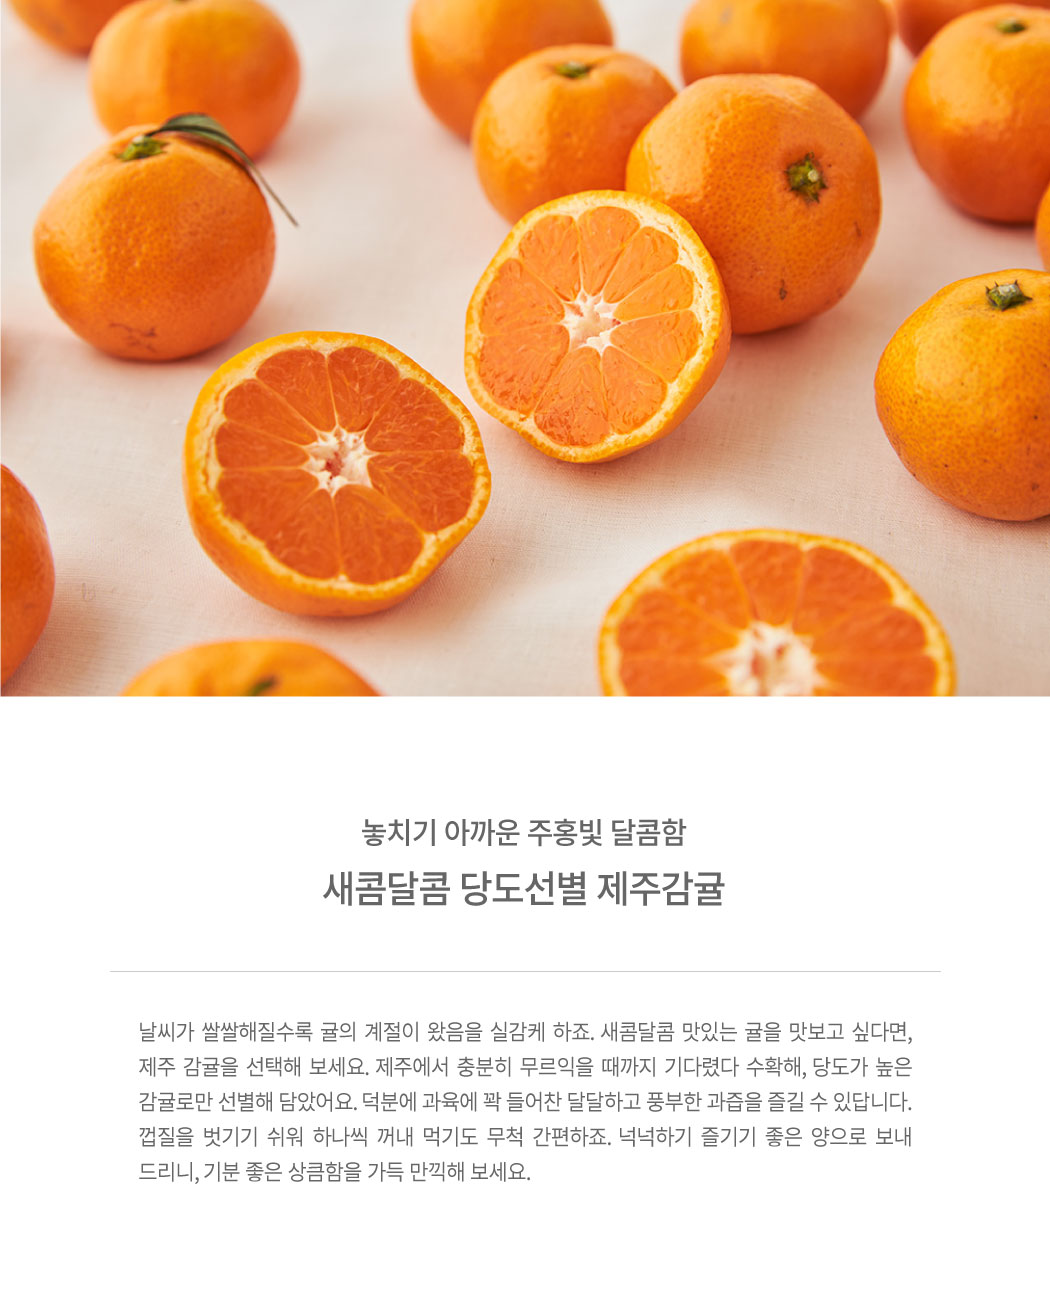 놓치기 아까운 주홍빛 달콤함
새콤달콤 당도선별 제주감귤
날씨가 쌀쌀해질수록 귤의 계절이 왔음을 실감케 하죠. 새콤달콤 맛있는 귤을 맛보고 싶다면,
제주 감귤을 선택해 보세요. 제주에서 충분히 무르익을 때까지 기다렸다 수확해, 당도가 높은
감귤로만 선별해 담았어요. 덕분에 과육에 꽉 들어찬 달달하고 풍부한 과즙을 즐길 수 있답니다.
껍질을 벗기기 쉬워 하나씩 꺼내 먹기도 무척 간편하죠. 넉넉하기 즐기기 좋은 양으로 보내
드리니, 기분 좋은 상큼함을 가득 만끽해 보세요.